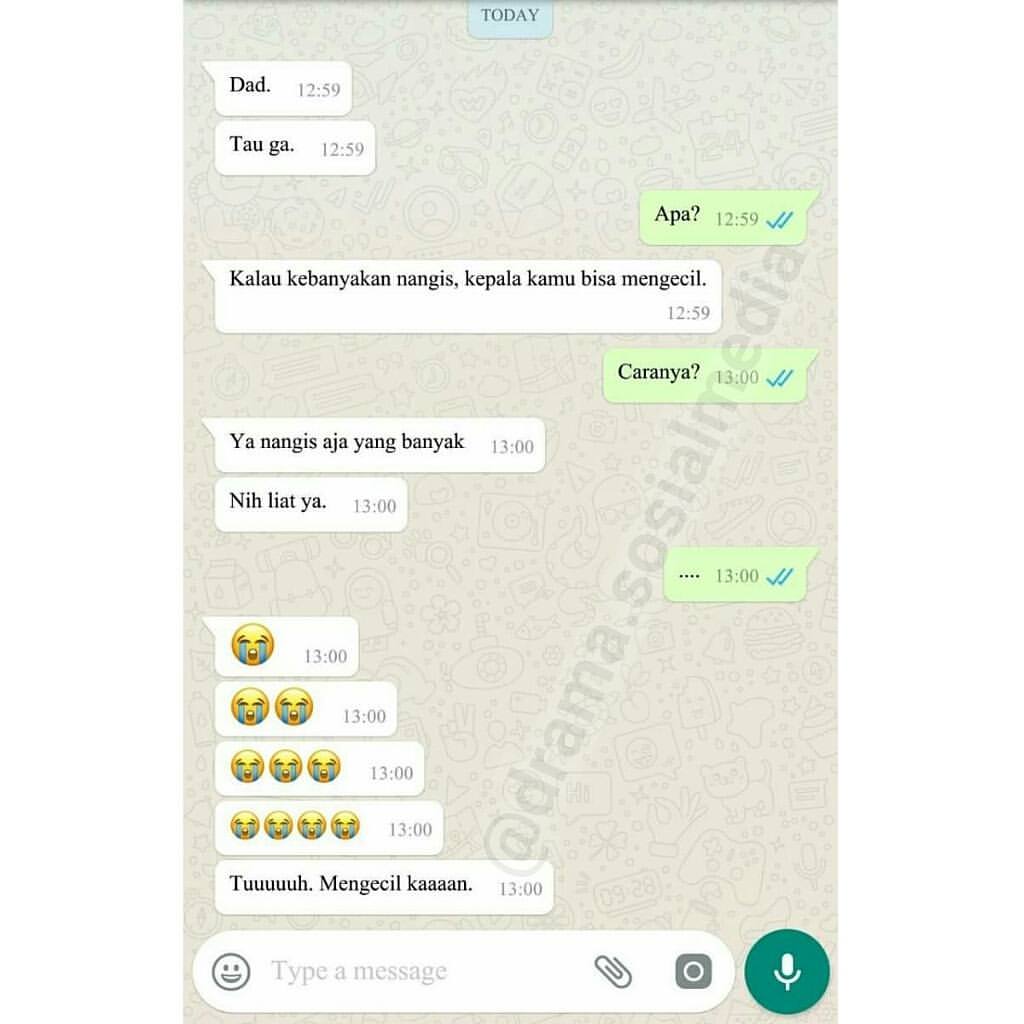 TODAY
Dad. 12:59
Tau ga. 12:59
Apa? 12:59
Kalau kebanyakan nangis, kepala kamu bisa mengecil.
12:59
Caranya? 13:00
Ya nangis aja yang banyak 13:00
Nih liat ya. 13:00
.... 13:00
😭 13:00
😭😭 13:00
😭😭😭 13:00
😭😭😭😭 13:00
Tuuuuuh. Mengecil kaaaan. 13:00
Type a message
@drama.sosialmedia